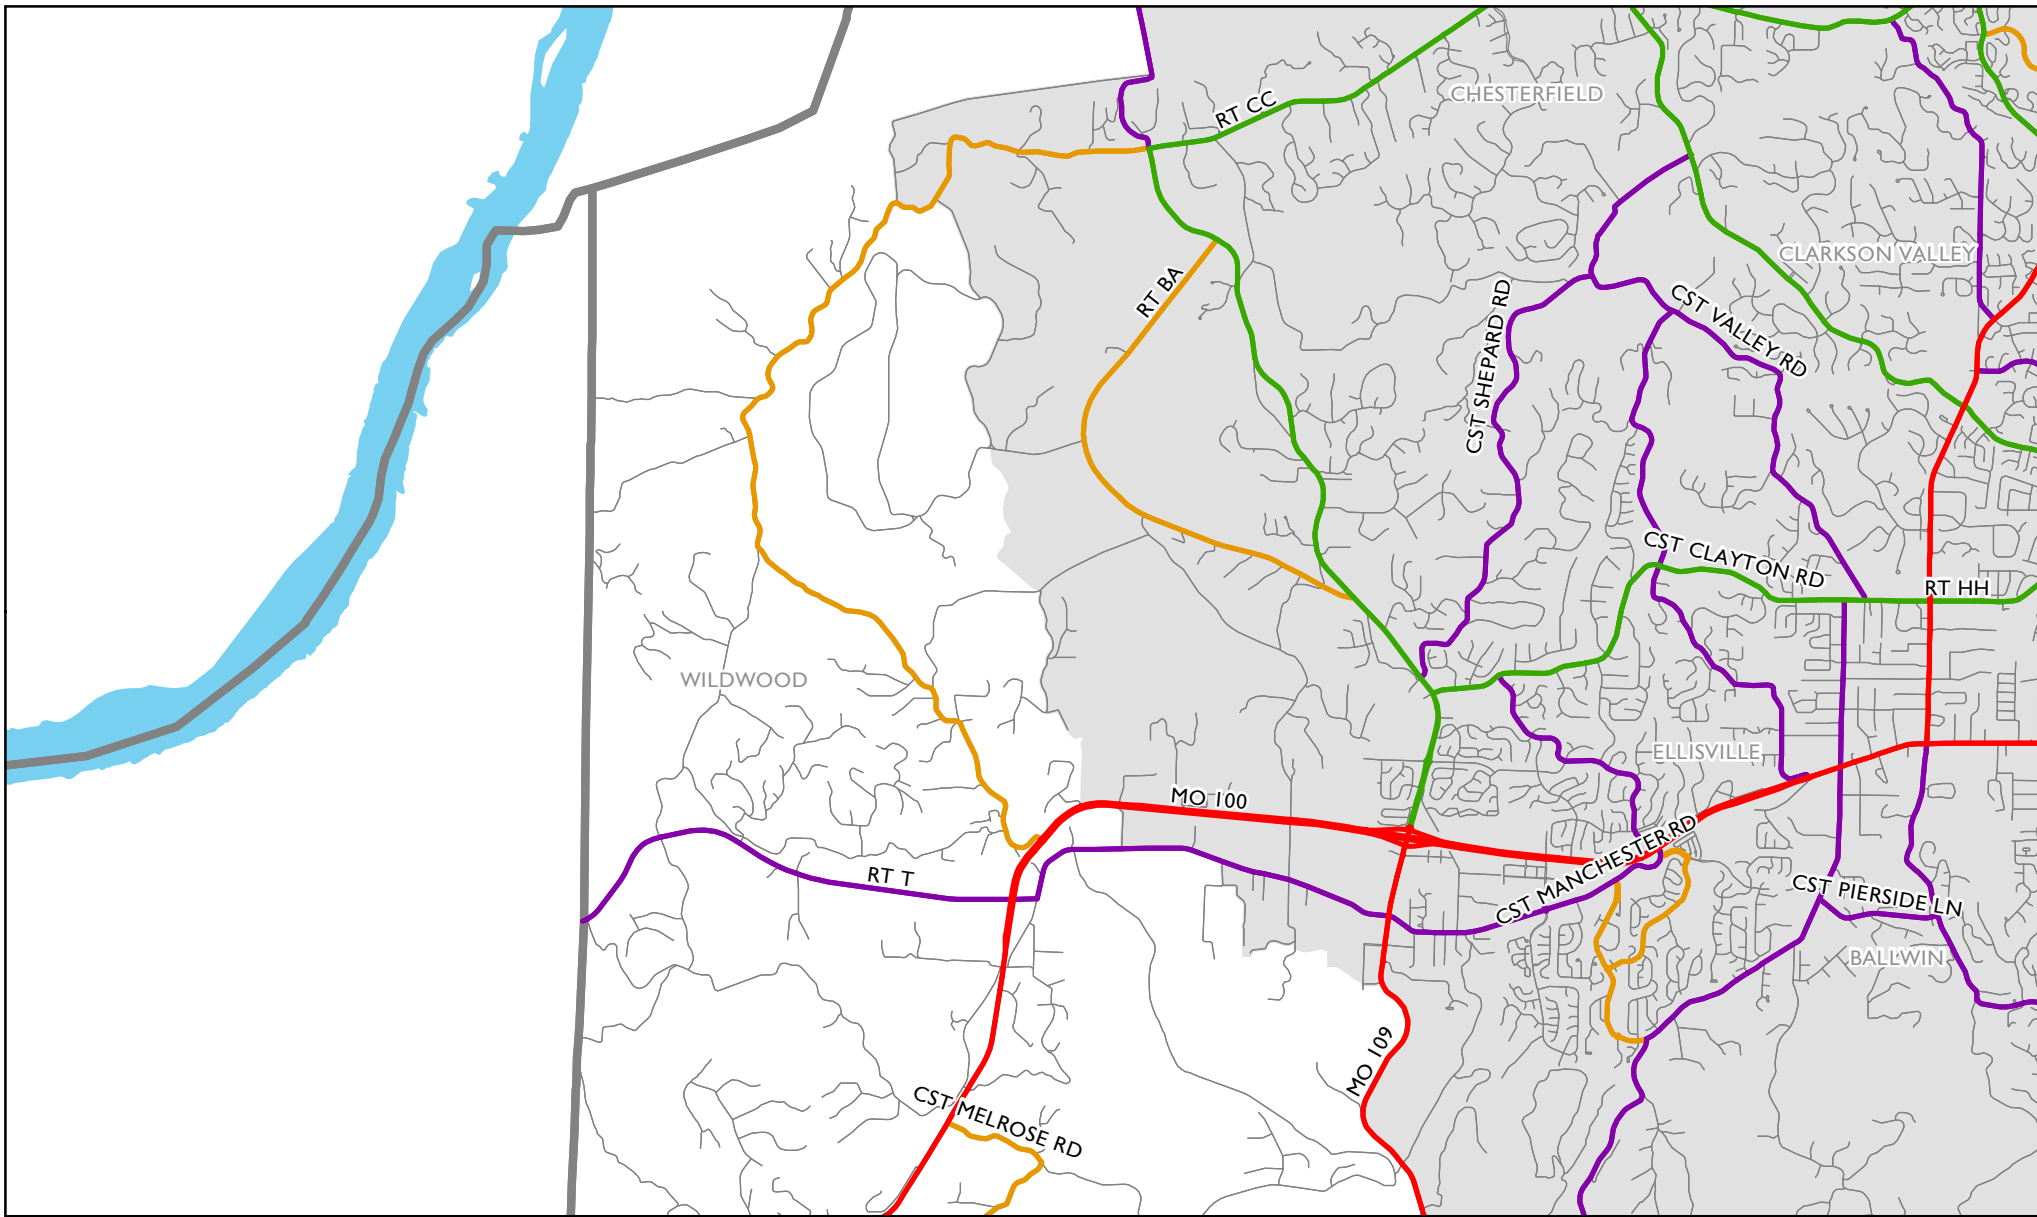 CHESTERFIELD
RT CC
CLARKSON VALLEY
RT BA
CST SHEPARD RD
CST VALLEY RD
CST CLAYTON RD
RT HH
WILDWOOD
ELLISVILLE
MO 100
CST MANCHESTER RD
RT T
CST PIERSIDE LN
BALLWIN
MO 109
CST MELROSE RD